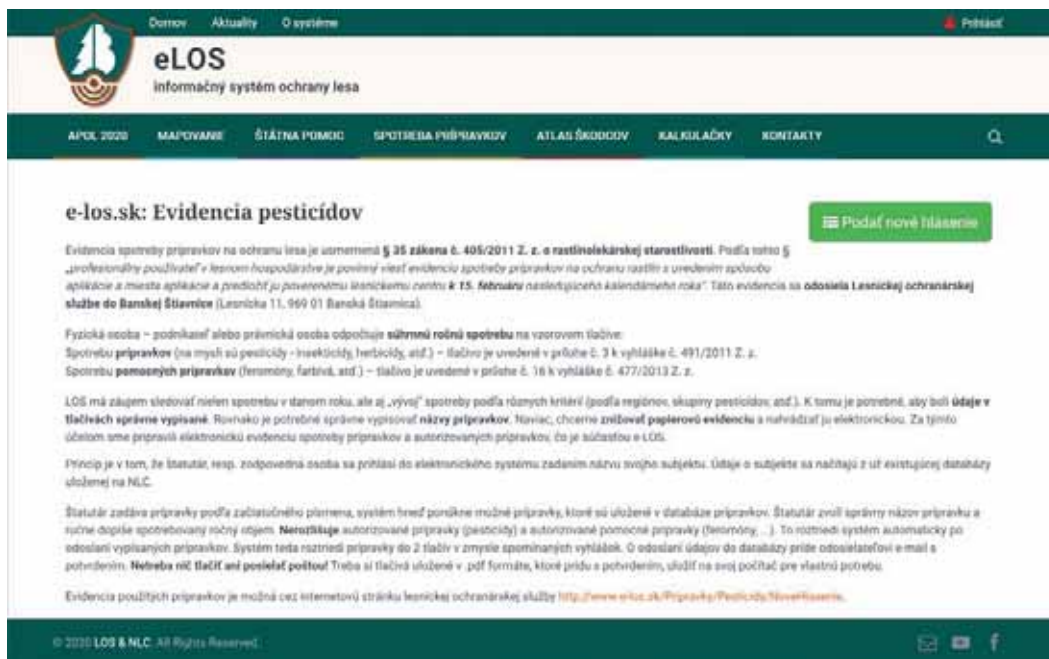 Domov Aktuality O systéme Prihlásiť
eLOS
informačný systém ochrany lesa
APOL 2020 MAPOVANIE ŠTÁTNA POMOC SPOTREBA PRÍPRAVKOV ATLAS ŠKODCOV KALKULAČKY KONTAKTY
e-los.sk: Evidencia pesticídov
Podať nové hlásenie
Evidencia spotreby prípravkov na ochranu lesa je usmernená § 35 zákona č. 405/2011 Z. z. o rastlinolekárskej starostlivosti. Podľa tohto §
„profesionálny používateľ v lesnom hospodárstve je povinný viesť evidenciu spotreby prípravkov na ochranu rastlín s uvedením spôsobu
aplikácie a miesta aplikácie a predložiť ju poverenému lesníckemu centru k 15. februáru nasledujúceho kalendárneho roka". Táto evidencia sa odosiela Lesníckej ochranárskej
službe do Banskej Štiavnice (Lesnícka 11, 969 01 Banská Štiavnica).
Fyzická osoba – podnikateľ alebo právnická osoba odpočtuje súhrnnú ročnú spotrebu na vzorovom tlačive:
Spotrebu prípravkov (na mysli sú pesticídy - insekticídy, herbicídy, atď.) – tlačivo je uvedené v prílohe č. 3 k vyhláške č. 491/2011 Z. z.
Spotrebu pomocných prípravkov (feromóny, farbivá, atď.) – tlačivo je uvedené v prílohe č. 16 k vyhláške č. 477/2013 Z. z.
LOS má záujem sledovať nielen spotrebu v danom roku, ale aj „vývoj" spotreby podľa rôznych kritérií (podľa regiónov, skupiny pesticídov, atď.). K tomu je potrebné, aby boli údaje v
tlačivách správne vypísané. Rovnako je potrebné správne vypisovať názvy prípravkov. Naviac, chceme znižovať papierovú evidenciu a nahrádzať ju elektronickou. Za týmto
účelom sme pripravili elektronickú evidenciu spotreby prípravkov a autorizovaných prípravkov, čo je súčasťou e-LOS.
Princíp je v tom, že štatutár, resp. zodpovedná osoba sa prihlási do elektronického systému zadaním názvu svojho subjektu. Údaje o subjekte sa načítajú z už existujúcej databázy
uloženej na NLC.
Štatutár zadáva prípravky podľa začiatočného písmena, systém hneď ponúkne možné prípravky, ktoré sú uložené v databáze prípravkov. Štatutár zvolí správny názov prípravku a
ručne dopíše spotrebovaný ročný objem. Nerozlišuje autorizované prípravky (pesticídy) a autorizované pomocné prípravky (feromóny, ...). To roztriedi systém automaticky po
odoslaní vypísaných prípravkov. Systém teda roztriedi prípravky do 2 tlačív v zmysle spomínaných vyhlášok. O odoslaní údajov do databázy príde odosielateľovi e-mail s
potvrdením. Netreba nič tlačiť ani posielať poštou! Treba si tlačivá uložené v .pdf formáte, ktoré prídu s potvrdením, uložiť na svoj počítač pre vlastnú potrebu.
Evidencia použitých prípravkov je možná cez internetovú stránku lesníckej ochranárskej služby http://www.e-los.sk/Pripravky/Pesticidy/NoveHlasenie.
© 2020 LOS & NLC. All Rights Reserved.